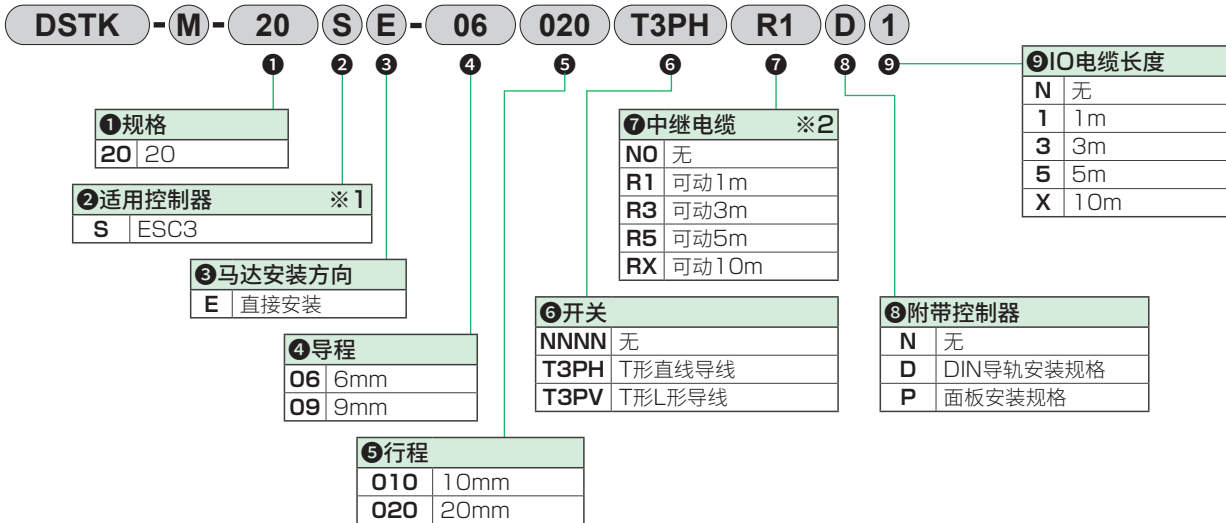 DSTK - M - 20 S E - 06 020 T3PH R1 D 1
❶ ❷ ❸ ❹ ❺ ❻ ❼ ❽ ❾
❶规格
20 20
❷适用控制器 ※1
S ESC3
❸马达安装方向
E 直接安装
❹导程
06 6mm
09 9mm
❺行程
010 10mm
020 20mm
❻开关
NNNN 无
T3PH T形直线导线
T3PV T形L形导线
❼中继电缆 ※2
N0 无
R1 可动1m
R3 可动3m
R5 可动5m
RX 可动10m
❽附带控制器
N 无
D DIN导轨安装规格
P 面板安装规格
❾IO电缆长度
N 无
1 1m
3 3m
5 5m
X 10m